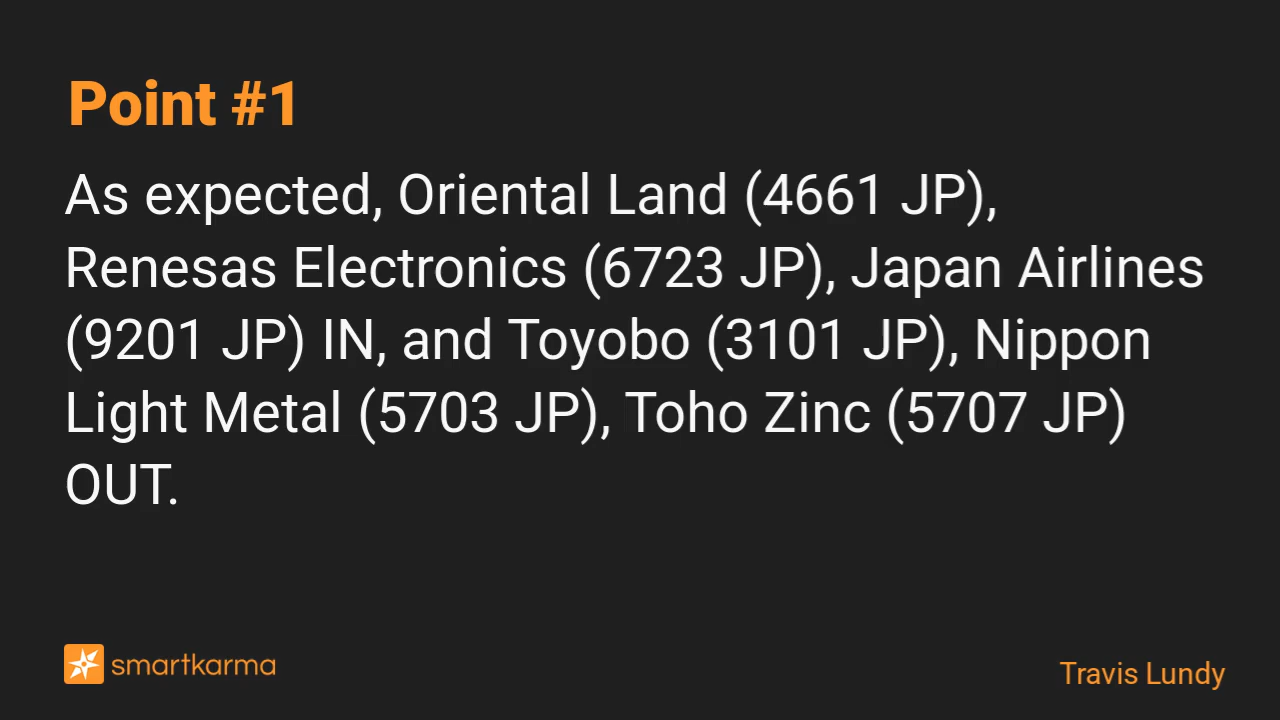 Point #1
As expected, Oriental Land (4661 JP),
Renesas Electronics (6723 JP), Japan Airlines
(9201 JP) IN, and Toyobo (3101 JP), Nippon
Light Metal (5703 JP), Toho Zinc (5707 JP)
OUT.
smartkarma
Travis Lundy